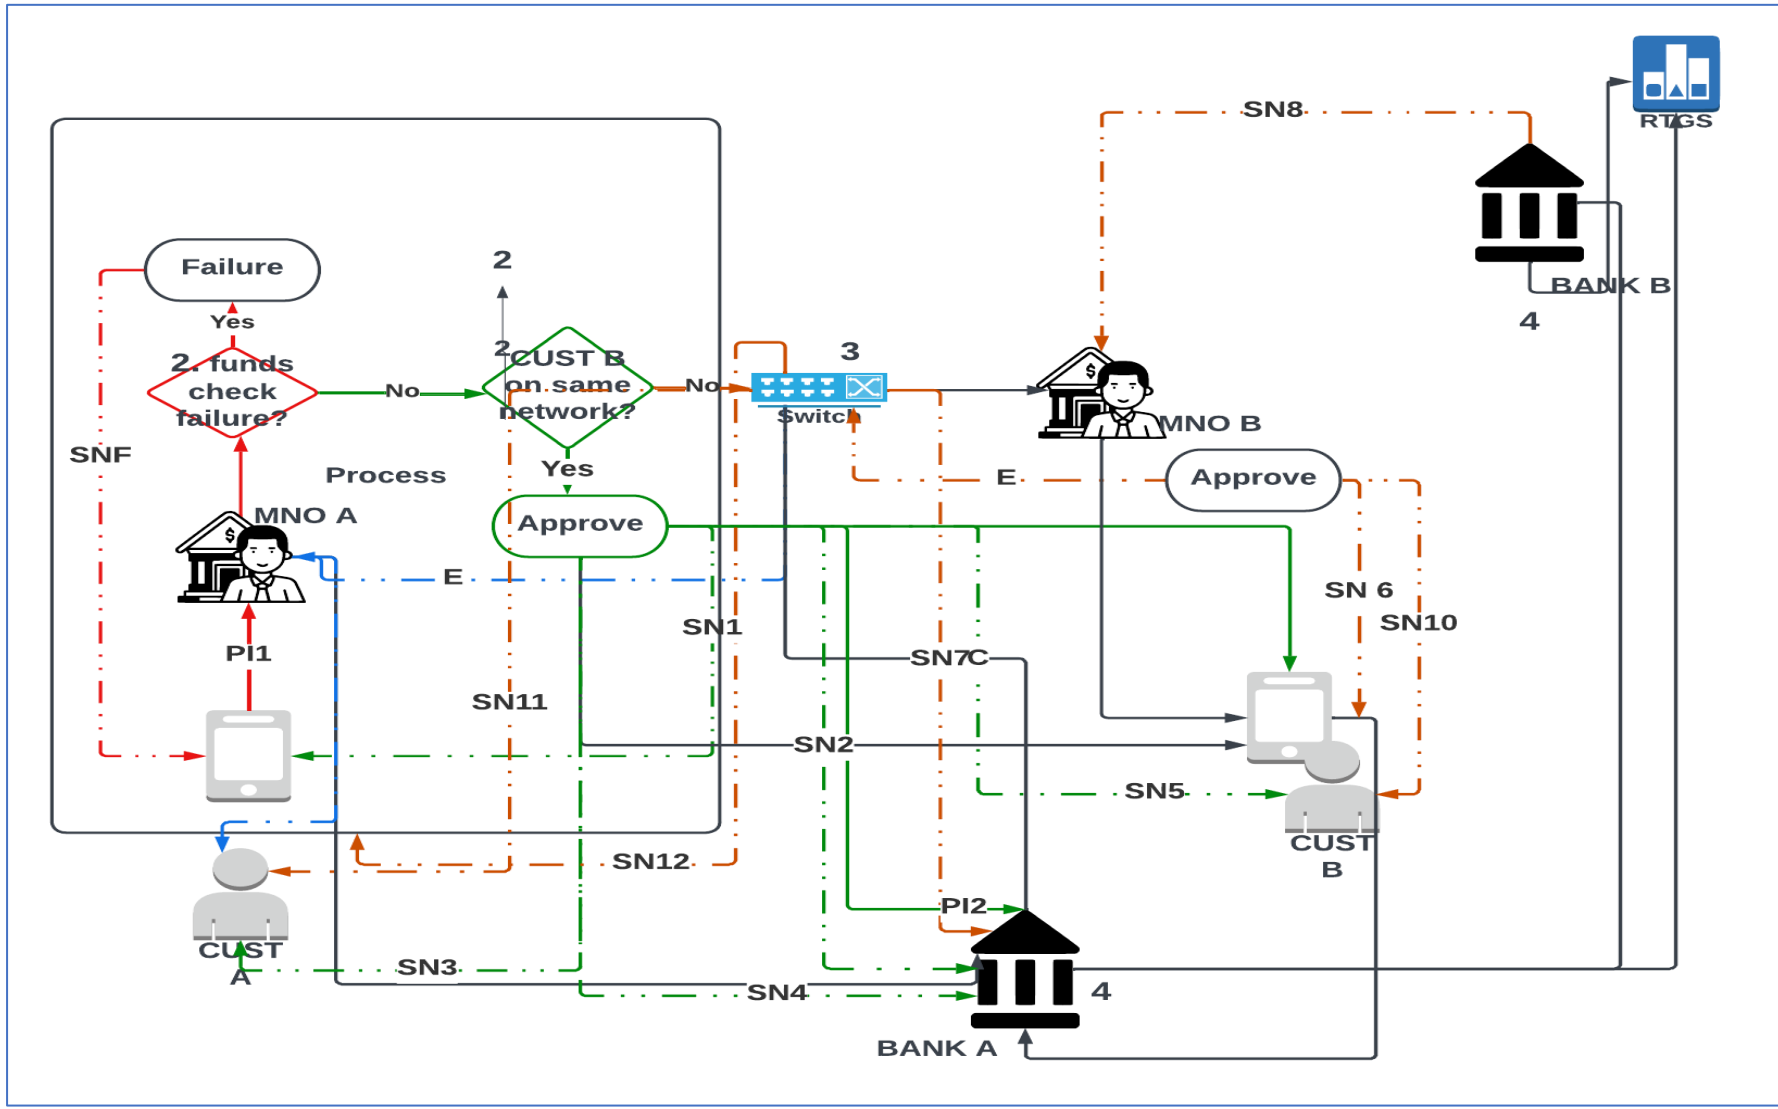 SN8
RTGS
2
Failure
BANK B
4
Yes
2
3
2. funds
check
failure?
No
CUST B
on same
network?
No
Switch
MNO B
SNF
Process
Yes
E
Approve
MNO A
Approve
E
SN 6
SN10
PI1
SN1
SN7
C
SN11
SN2
SN5
CUST
B
SN12
PI2
CUST
A
SN3
SN4
4
BANK A